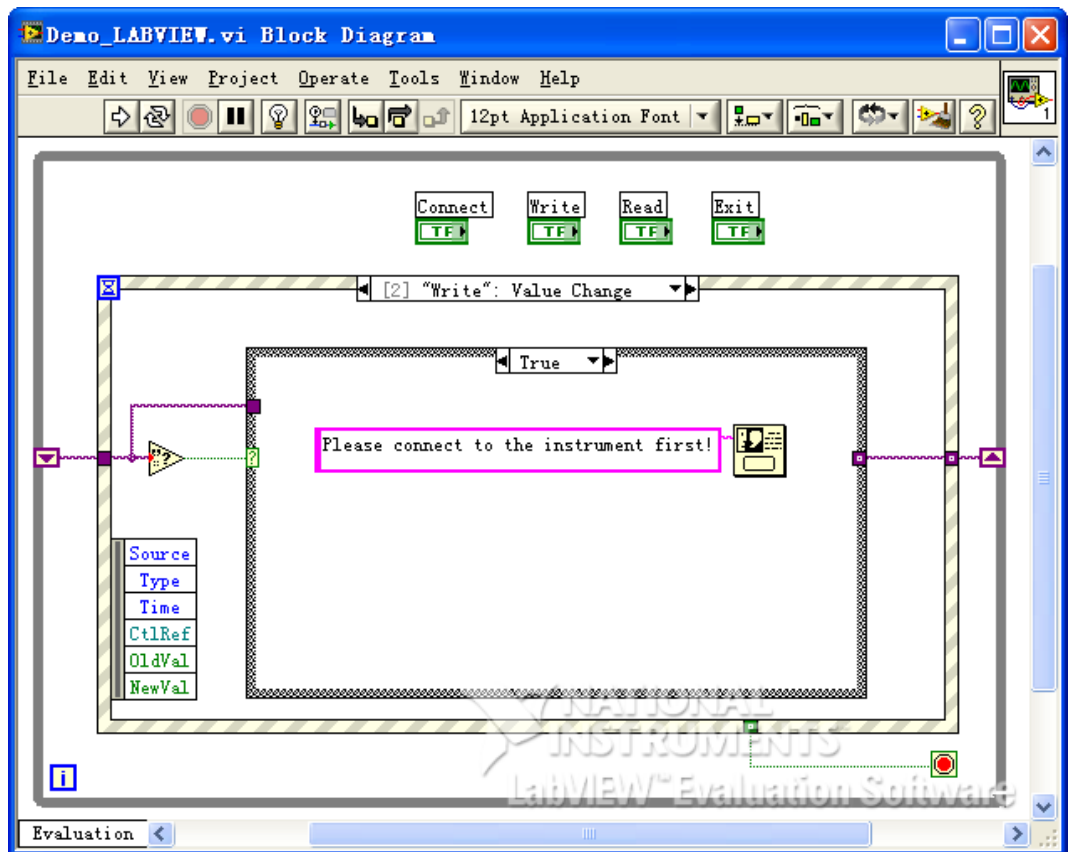 Demo_LABVIEW.vi Block Diagram
File Edit View Project Operate Tools Window Help
12pt Application Font
1
Connect Write Read Exit
TF TF TF TF
[2] "Write": Value Change
True
Please connect to the instrument first!
?
?
Source
Type
Time
CtlRef
OldVal
NewVal
NATIONAL
INSTRUMENTS
i
LabVIEW™ Evaluation Software
Evaluation